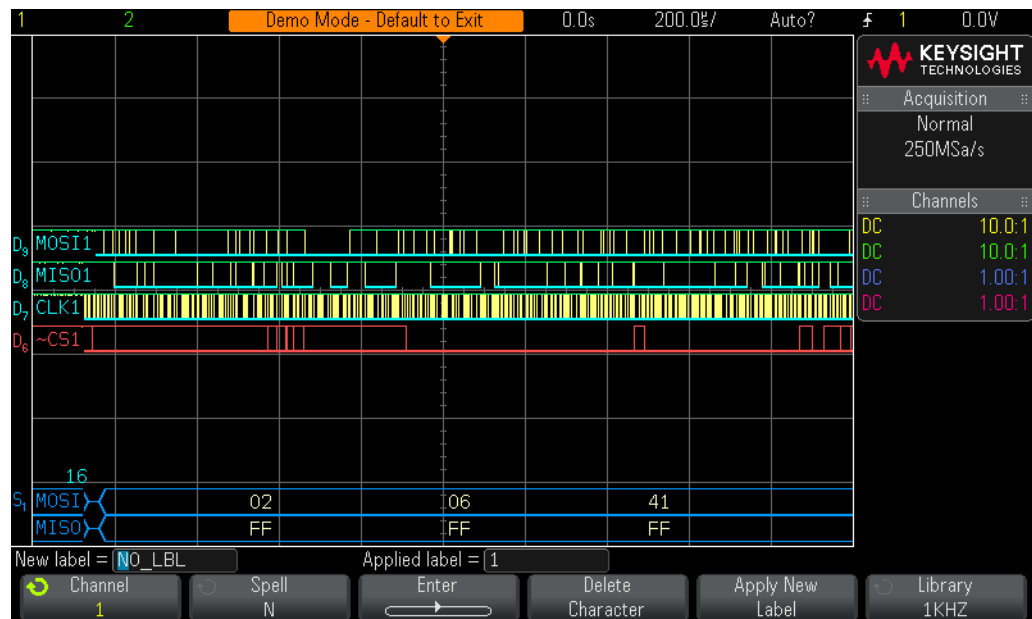 1 2 Demo Mode - Default to Exit 0.0s 200.0㎲/ Auto? 1 0.0V
KEYSIGHT
TECHNOLOGIES
Acquisition
Normal
250MSa/s
Channels
DC 10.0:1
DC 10.0:1
DC 1.00:1
DC 1.00:1
D9 MOSI1
D8 MISO1
D7 CLK1
D6 ~CS1
16
S1 MOSI 02 06 41
MISO FF FF FF
New label = NO_LBL Applied label = 1
Channel Spell Enter Delete Apply New Library
1 N Character Label 1KHZ